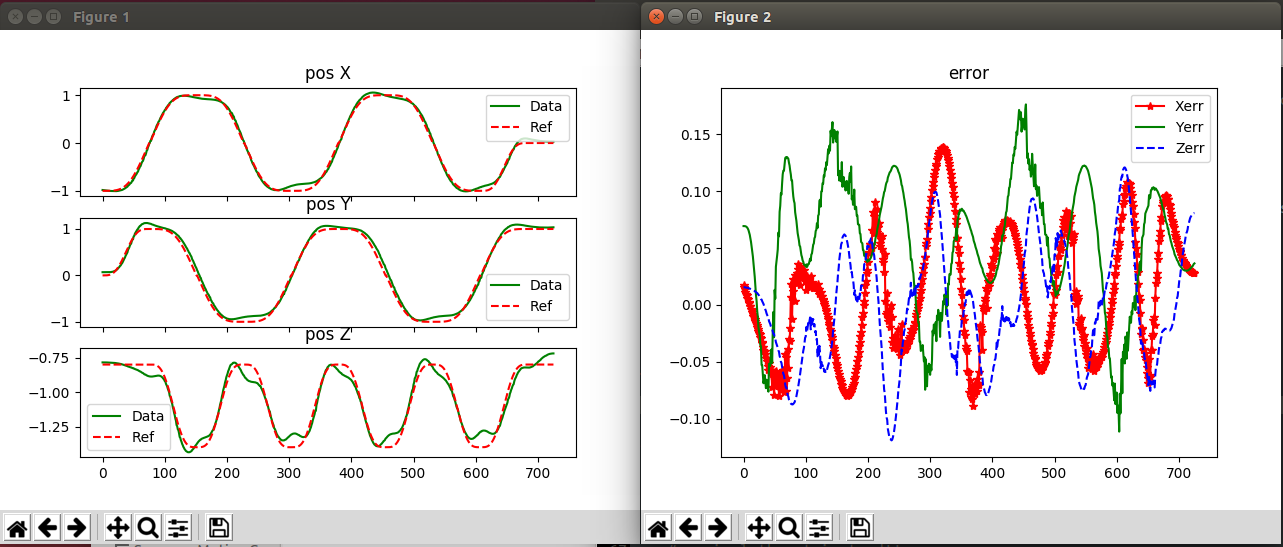 Figure 1
pos X
1
0
−1
Data
Ref
pos Y
1
0
−1
Data
Ref
pos Z
−0.75
−1.00
−1.25
Data
Ref
0 100 200 300 400 500 600 700
Figure 2
error
0.15
0.10
0.05
0.00
−0.05
−0.10
Xerr
Yerr
Zerr
0 100 200 300 400 500 600 700